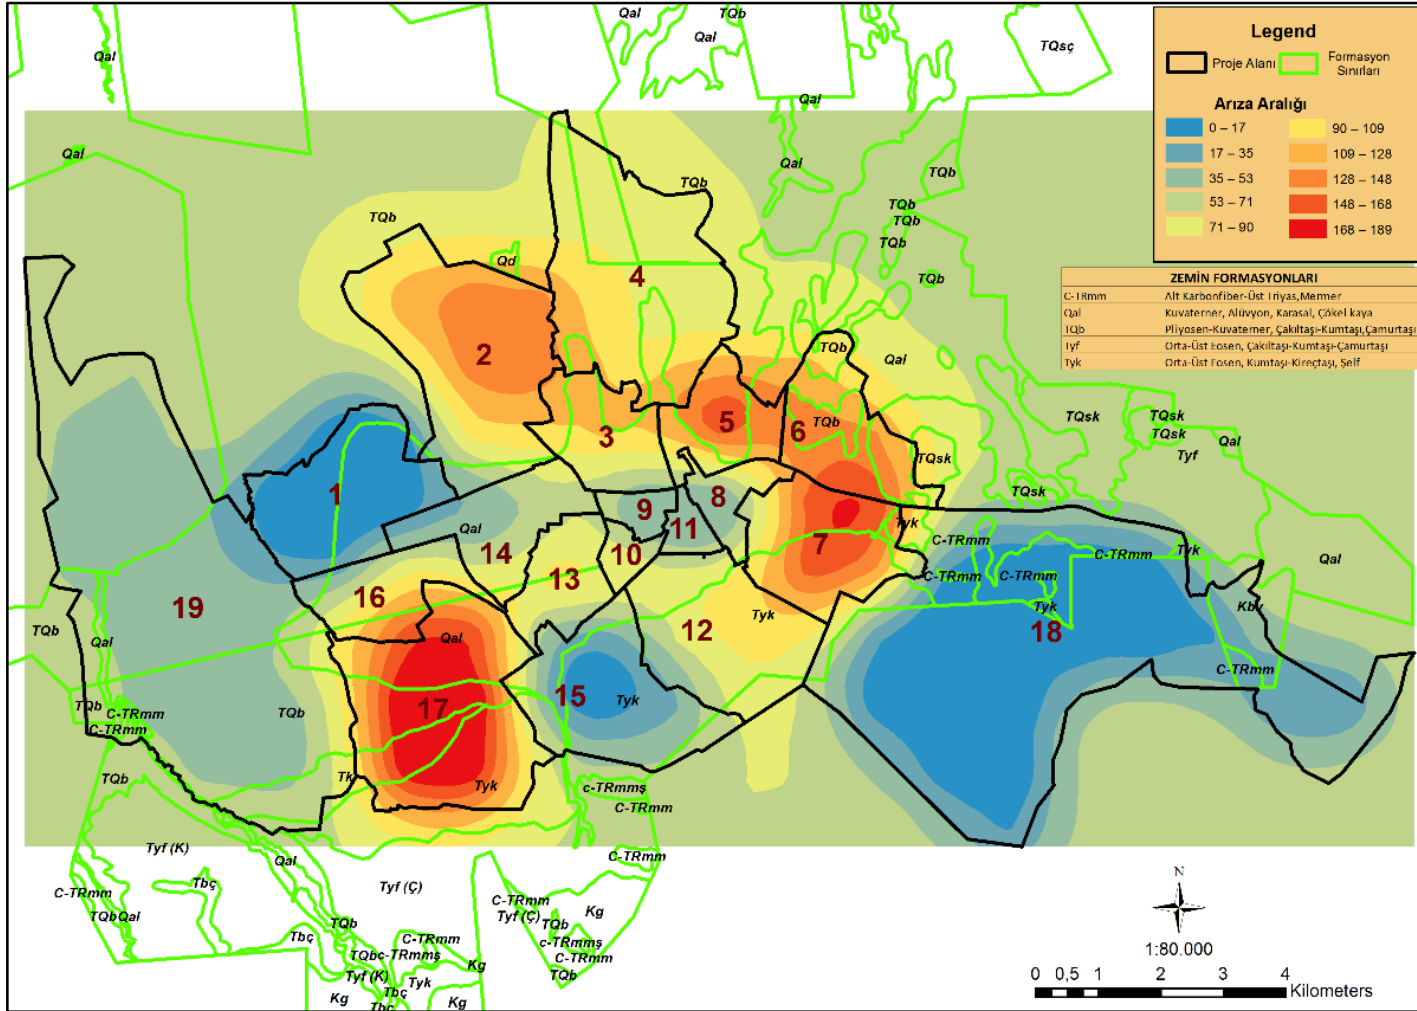 Qal
TQb
Qal
Qal
TQsç
Qal
Qal
Qal
TQb
TQb
TQb
TQb
TQb
TQb
TQb
Qd
4
TQb
2
Qal
5
6
TQb
3
TQsk
TQsk
TQsk
Qal
Tyf
TQsk
TQsk
1
9
8
11
Qal
14
7
Tyk
C-TRmm
C-TRmm
Tyk
Qal
10
13
C-TRmm
C-TRmm
16
19
Tyk
Tyk
Kbv
18
12
TQb
Qal
Qal
C-TRmm
15
Tyk
17
TQb
TQb
C-TRmm
C-TRmm
TQb
Tk
Tyk
c-TRmmş
C-TRmm
Tyf (K)
Qal
C-TRmm
Tbç
Tyf (Ç)
C-TRmm
C-TRmm
Tyf (Ç)
Kg
TQbQal
TQb
TQb
Tbç
C-TRmm
c-TRmmş
TQbc-TRmmş
C-TRmm
Kg
TQb
Tyf (K)
Tyk
Tbç
Kg
Tbç
Kg
Legend
Proje Alanı
Formasyon
Sınırları
Arıza Aralığı
0 – 17
90 – 109
17 – 35
109 – 128
35 – 53
128 – 148
53 – 71
148 – 168
71 – 90
168 – 189
ZEMİN FORMASYONLARI
C-TRmm Alt Karbonfiber-Üst Triyas,Mermer
Qal Kuvaterner, Alüvyon, Karasal, Çökel kaya
TQb Pliyosen-Kuvaterner, Çakıltaşı-Kumtaşı,Çamurtaşı
Tyf Orta-Üst Eosen, Çakıltaşı-Kumtaşı-Çamurtaşı
Tyk Orta-Üst Eosen, Kumtaşı-Kireçtaşı, Şelf
N
1:80.000
0 0,5 1 2 3 4
Kilometers